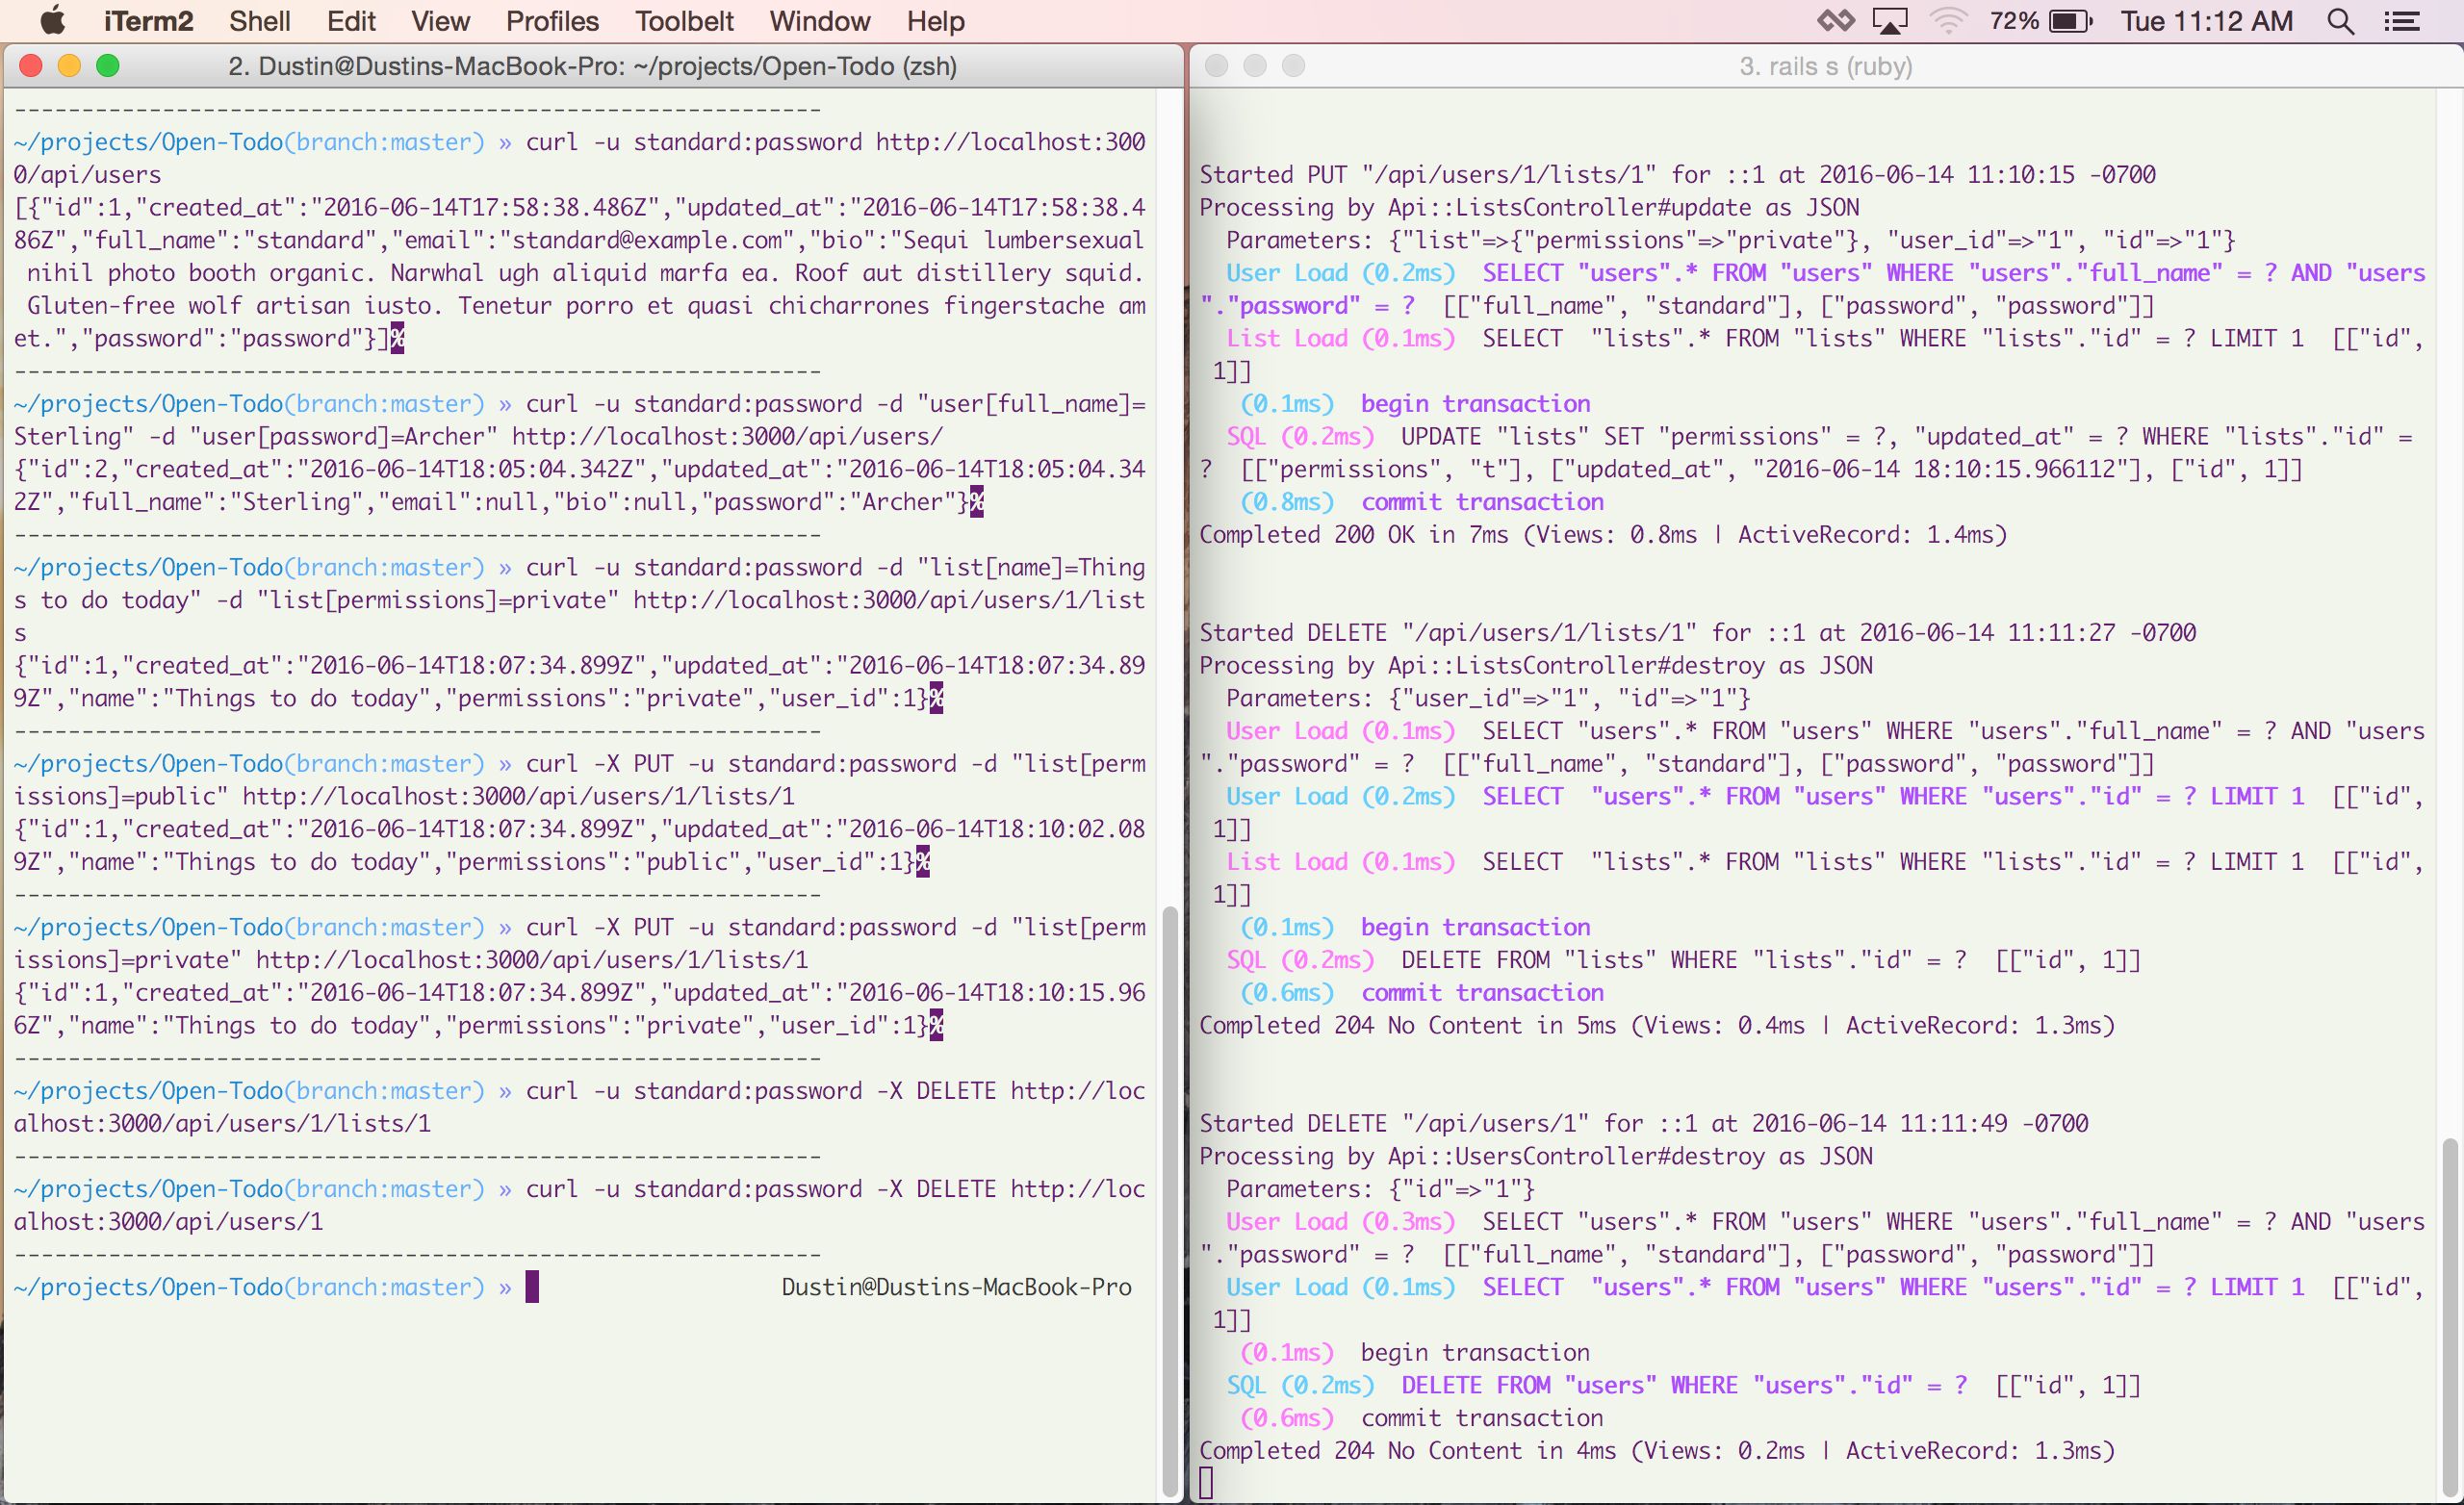 iTerm2 Shell Edit View Profiles Toolbelt Window Help 72% Tue 11:12 AM
2. Dustin@Dustins-MacBook-Pro: ~/projects/Open-Todo (zsh)
------------------------------------------------------------
~/projects/Open-Todo(branch:master) » curl -u standard:password http://localhost:300
0/api/users
[{"id":1,"created_at":"2016-06-14T17:58:38.486Z","updated_at":"2016-06-14T17:58:38.4
86Z","full_name":"standard","email":"standard@example.com","bio":"Sequi lumbersexual
 nihil photo booth organic. Narwhal ugh aliquid marfa ea. Roof aut distillery squid.
 Gluten-free wolf artisan iusto. Tenetur porro et quasi chicharrones fingerstache am
et.","password":"password"}]%
------------------------------------------------------------
~/projects/Open-Todo(branch:master) » curl -u standard:password -d "user[full_name]=
Sterling" -d "user[password]=Archer" http://localhost:3000/api/users/
{"id":2,"created_at":"2016-06-14T18:05:04.342Z","updated_at":"2016-06-14T18:05:04.34
2Z","full_name":"Sterling","email":null,"bio":null,"password":"Archer"}%
------------------------------------------------------------
~/projects/Open-Todo(branch:master) » curl -u standard:password -d "list[name]=Thing
s to do today" -d "list[permissions]=private" http://localhost:3000/api/users/1/list
s
{"id":1,"created_at":"2016-06-14T18:07:34.899Z","updated_at":"2016-06-14T18:07:34.89
9Z","name":"Things to do today","permissions":"private","user_id":1}%
------------------------------------------------------------
~/projects/Open-Todo(branch:master) » curl -X PUT -u standard:password -d "list[perm
issions]=public" http://localhost:3000/api/users/1/lists/1
{"id":1,"created_at":"2016-06-14T18:07:34.899Z","updated_at":"2016-06-14T18:10:02.08
9Z","name":"Things to do today","permissions":"public","user_id":1}%
------------------------------------------------------------
~/projects/Open-Todo(branch:master) » curl -X PUT -u standard:password -d "list[perm
issions]=private" http://localhost:3000/api/users/1/lists/1
{"id":1,"created_at":"2016-06-14T18:07:34.899Z","updated_at":"2016-06-14T18:10:15.96
6Z","name":"Things to do today","permissions":"private","user_id":1}%
------------------------------------------------------------
~/projects/Open-Todo(branch:master) » curl -u standard:password -X DELETE http://loc
alhost:3000/api/users/1/lists/1
------------------------------------------------------------
~/projects/Open-Todo(branch:master) » curl -u standard:password -X DELETE http://loc
alhost:3000/api/users/1
------------------------------------------------------------
~/projects/Open-Todo(branch:master) » Dustin@Dustins-MacBook-Pro
3. rails s (ruby)
Started PUT "/api/users/1/lists/1" for ::1 at 2016-06-14 11:10:15 -0700
Processing by Api::ListsController#update as JSON
  Parameters: {"list"=>{"permissions"=>"private"}, "user_id"=>"1", "id"=>"1"}
  User Load (0.2ms)  SELECT "users".* FROM "users" WHERE "users"."full_name" = ? AND "users
"."password" = ?  [["full_name", "standard"], ["password", "password"]]
  List Load (0.1ms)  SELECT  "lists".* FROM "lists" WHERE "lists"."id" = ? LIMIT 1  [["id",
 1]]
   (0.1ms)  begin transaction
  SQL (0.2ms)  UPDATE "lists" SET "permissions" = ?, "updated_at" = ? WHERE "lists"."id" =
?  [["permissions", "t"], ["updated_at", "2016-06-14 18:10:15.966112"], ["id", 1]]
   (0.8ms)  commit transaction
Completed 200 OK in 7ms (Views: 0.8ms | ActiveRecord: 1.4ms)
Started DELETE "/api/users/1/lists/1" for ::1 at 2016-06-14 11:11:27 -0700
Processing by Api::ListsController#destroy as JSON
  Parameters: {"user_id"=>"1", "id"=>"1"}
  User Load (0.1ms)  SELECT "users".* FROM "users" WHERE "users"."full_name" = ? AND "users
"."password" = ?  [["full_name", "standard"], ["password", "password"]]
  User Load (0.2ms)  SELECT  "users".* FROM "users" WHERE "users"."id" = ? LIMIT 1  [["id",
 1]]
  List Load (0.1ms)  SELECT  "lists".* FROM "lists" WHERE "lists"."id" = ? LIMIT 1  [["id",
 1]]
   (0.1ms)  begin transaction
  SQL (0.2ms)  DELETE FROM "lists" WHERE "lists"."id" = ?  [["id", 1]]
   (0.6ms)  commit transaction
Completed 204 No Content in 5ms (Views: 0.4ms | ActiveRecord: 1.3ms)
Started DELETE "/api/users/1" for ::1 at 2016-06-14 11:11:49 -0700
Processing by Api::UsersController#destroy as JSON
  Parameters: {"id"=>"1"}
  User Load (0.3ms)  SELECT "users".* FROM "users" WHERE "users"."full_name" = ? AND "users
"."password" = ?  [["full_name", "standard"], ["password", "password"]]
  User Load (0.1ms)  SELECT  "users".* FROM "users" WHERE "users"."id" = ? LIMIT 1  [["id",
 1]]
   (0.1ms)  begin transaction
  SQL (0.2ms)  DELETE FROM "users" WHERE "users"."id" = ?  [["id", 1]]
   (0.6ms)  commit transaction
Completed 204 No Content in 4ms (Views: 0.2ms | ActiveRecord: 1.3ms)